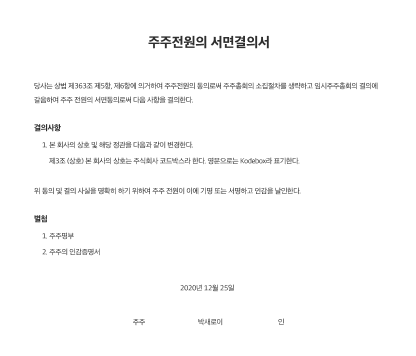 주주전원의 서면결의서
당사는 상법 제363조 제5항, 제6항에 의거하여 주주전원의 동의로써 주주총회의 소집절차를 생략하고 임시주주총회의 결의에
갈음하여 주주 전원의 서면동의로써 다음 사항을 결의한다.
결의사항
1. 본 회사의 상호 및 해당 정관을 다음과 같이 변경한다.
제3조 (상호) 본 회사의 상호는 주식회사 코드박스라 한다. 영문으로는 Kodebox라 표기한다.
위 동의 및 결의 사실을 명확히 하기 위하여 주주 전원이 이에 기명 또는 서명하고 인감을 날인한다.
별첨
1. 주주명부
2. 주주의 인감증명서
2020년 12월 25일
주주 박새로이 인